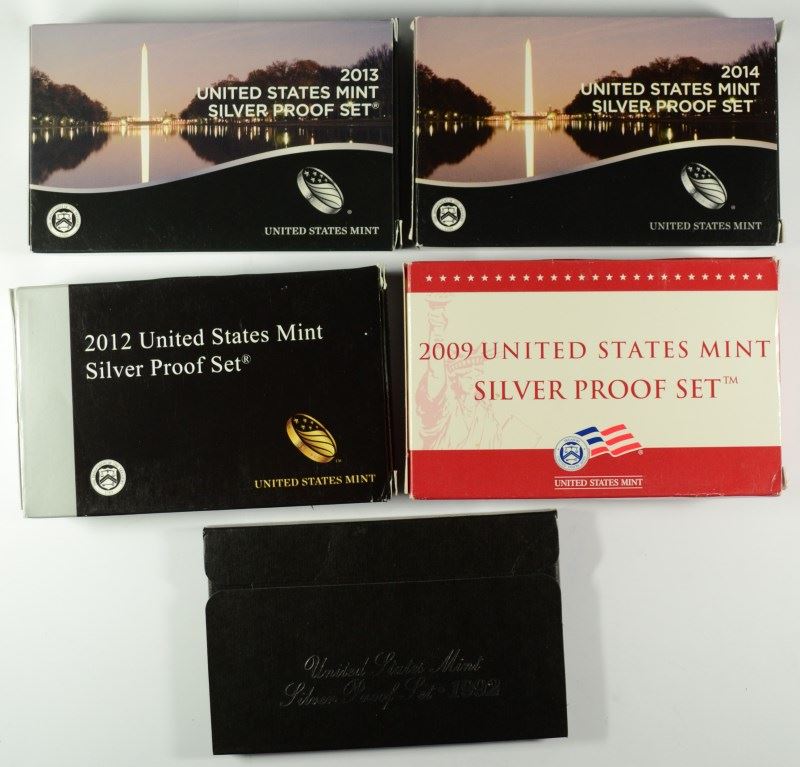 2013
UNITED STATES MINT
SILVER PROOF SET®
UNITED STATES MINT
2014
UNITED STATES MINT
SILVER PROOF SET
UNITED STATES MINT
2012 United States Mint
Silver Proof Set®
UNITED STATES MINT
2009 UNITED STATES MINT
SILVER PROOF SET™
UNITED STATES MINT
United States Mint
Silver Proof Set® 1992